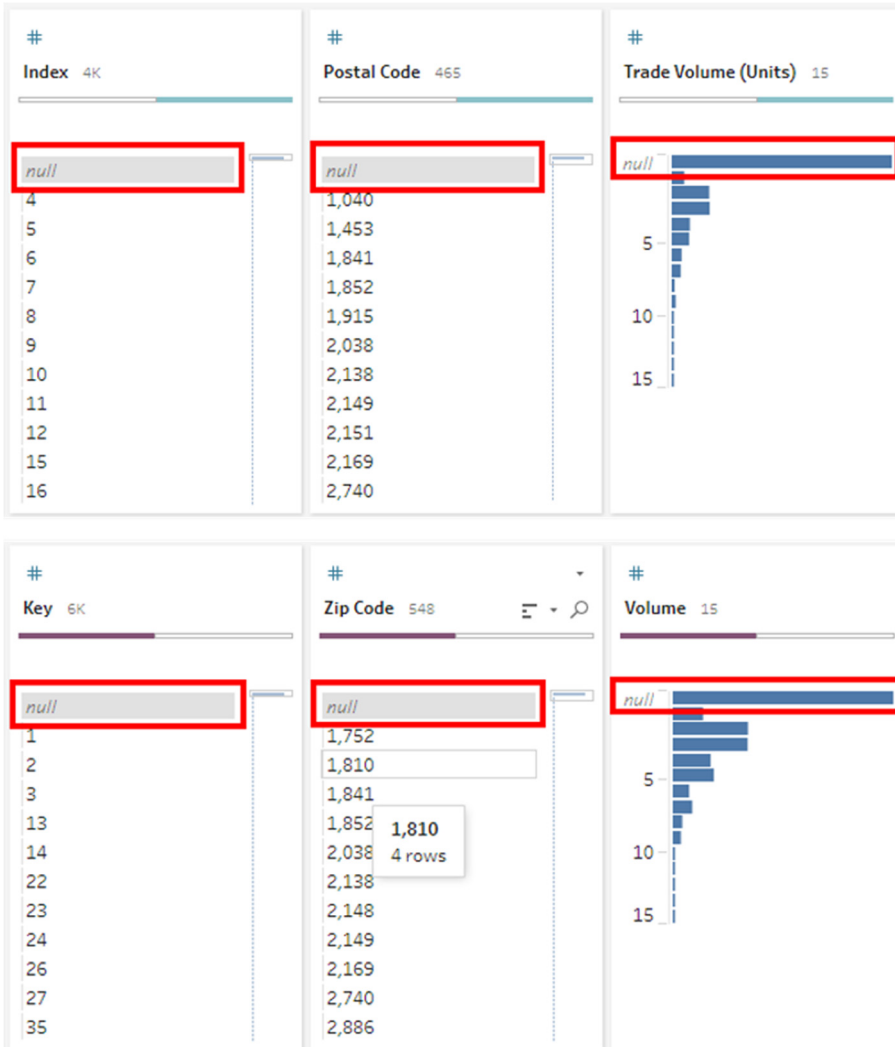 # # #
Index 4K Postal Code 465 Trade Volume (Units) 15
null null null
4 1,040
5 1,453
6 1,841 5
7 1,852
8 1,915
9 2,038 10
10 2,138
11 2,149 15
12 2,151
15 2,169
16 2,740
# # #
Key 6K Zip Code 548 Volume 15
null null null
1 1,752
2 1,810 5
3 1,841
13 1,852 1,810 10
14 2,038 4 rows
22 2,138 15
23 2,148
24 2,149
26 2,169
27 2,740
35 2,886